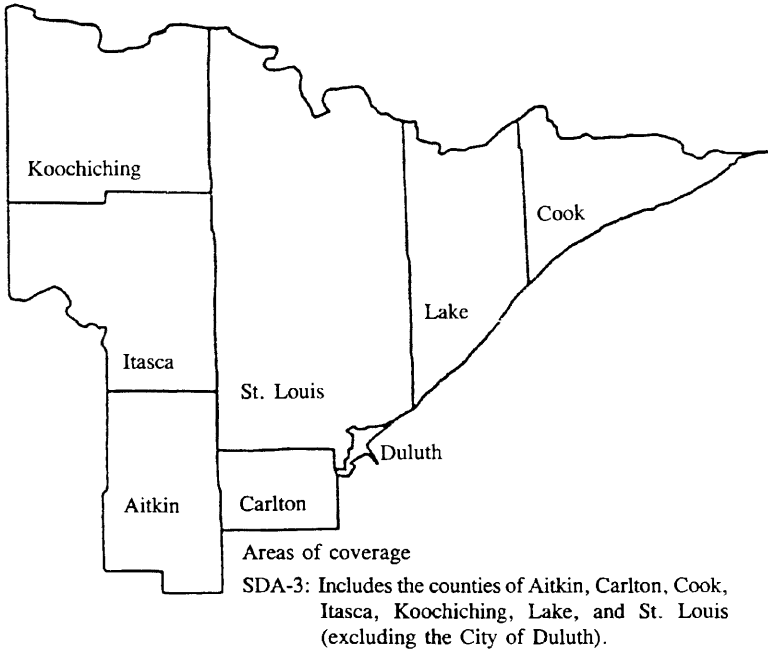 Koochiching
Cook
Lake
Itasca
St. Louis
Duluth
Aitkin
Carlton
Areas of coverage
SDA-3: Includes the counties of Aitkin, Carlton, Cook,
Itasca, Koochiching, Lake, and St. Louis
(excluding the City of Duluth).